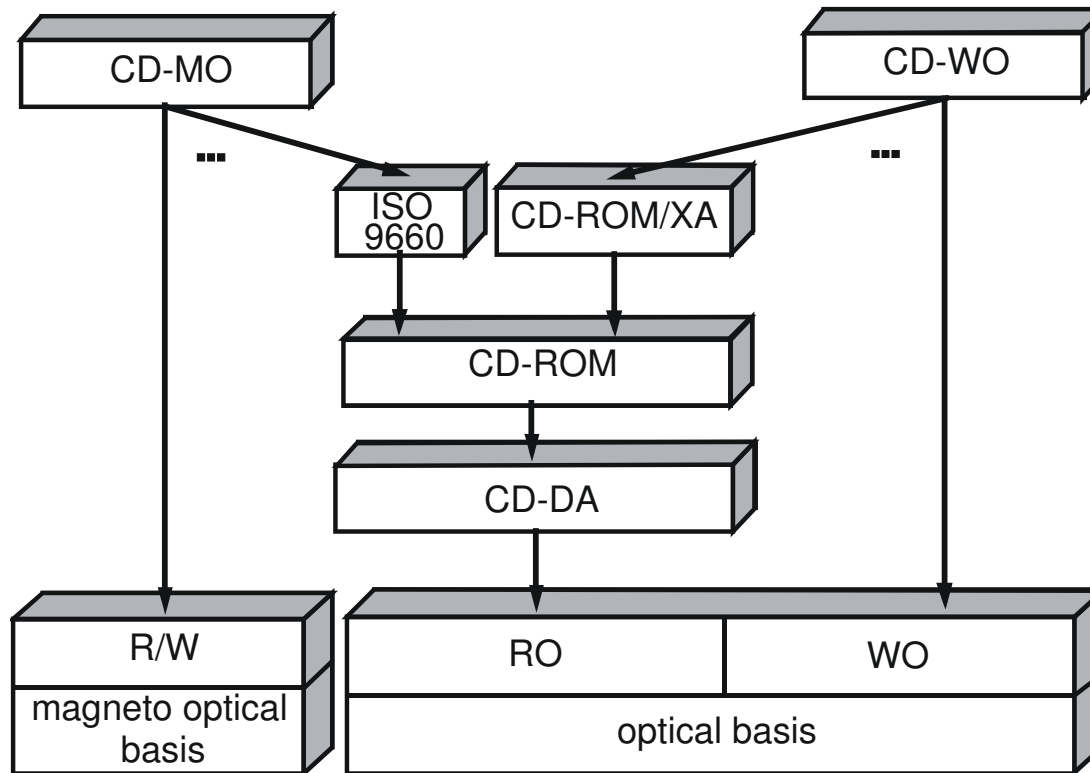 CD-MO
CD-WO
...
...
ISO
9660
CD-ROM/XA
CD-ROM
CD-DA
R/W
RO
WO
magneto optical
basis
optical basis